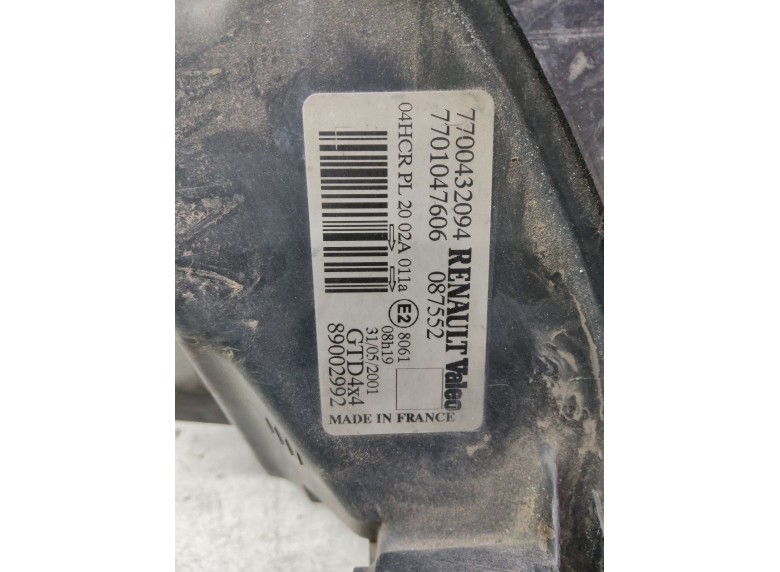 7700432094 RENAULT Valeo
7701047606 087552
04HCR PL 20 02A 011a E2 8061
08h19
31/05/2001
GTD4x4
89002992
MADE IN FRANCE